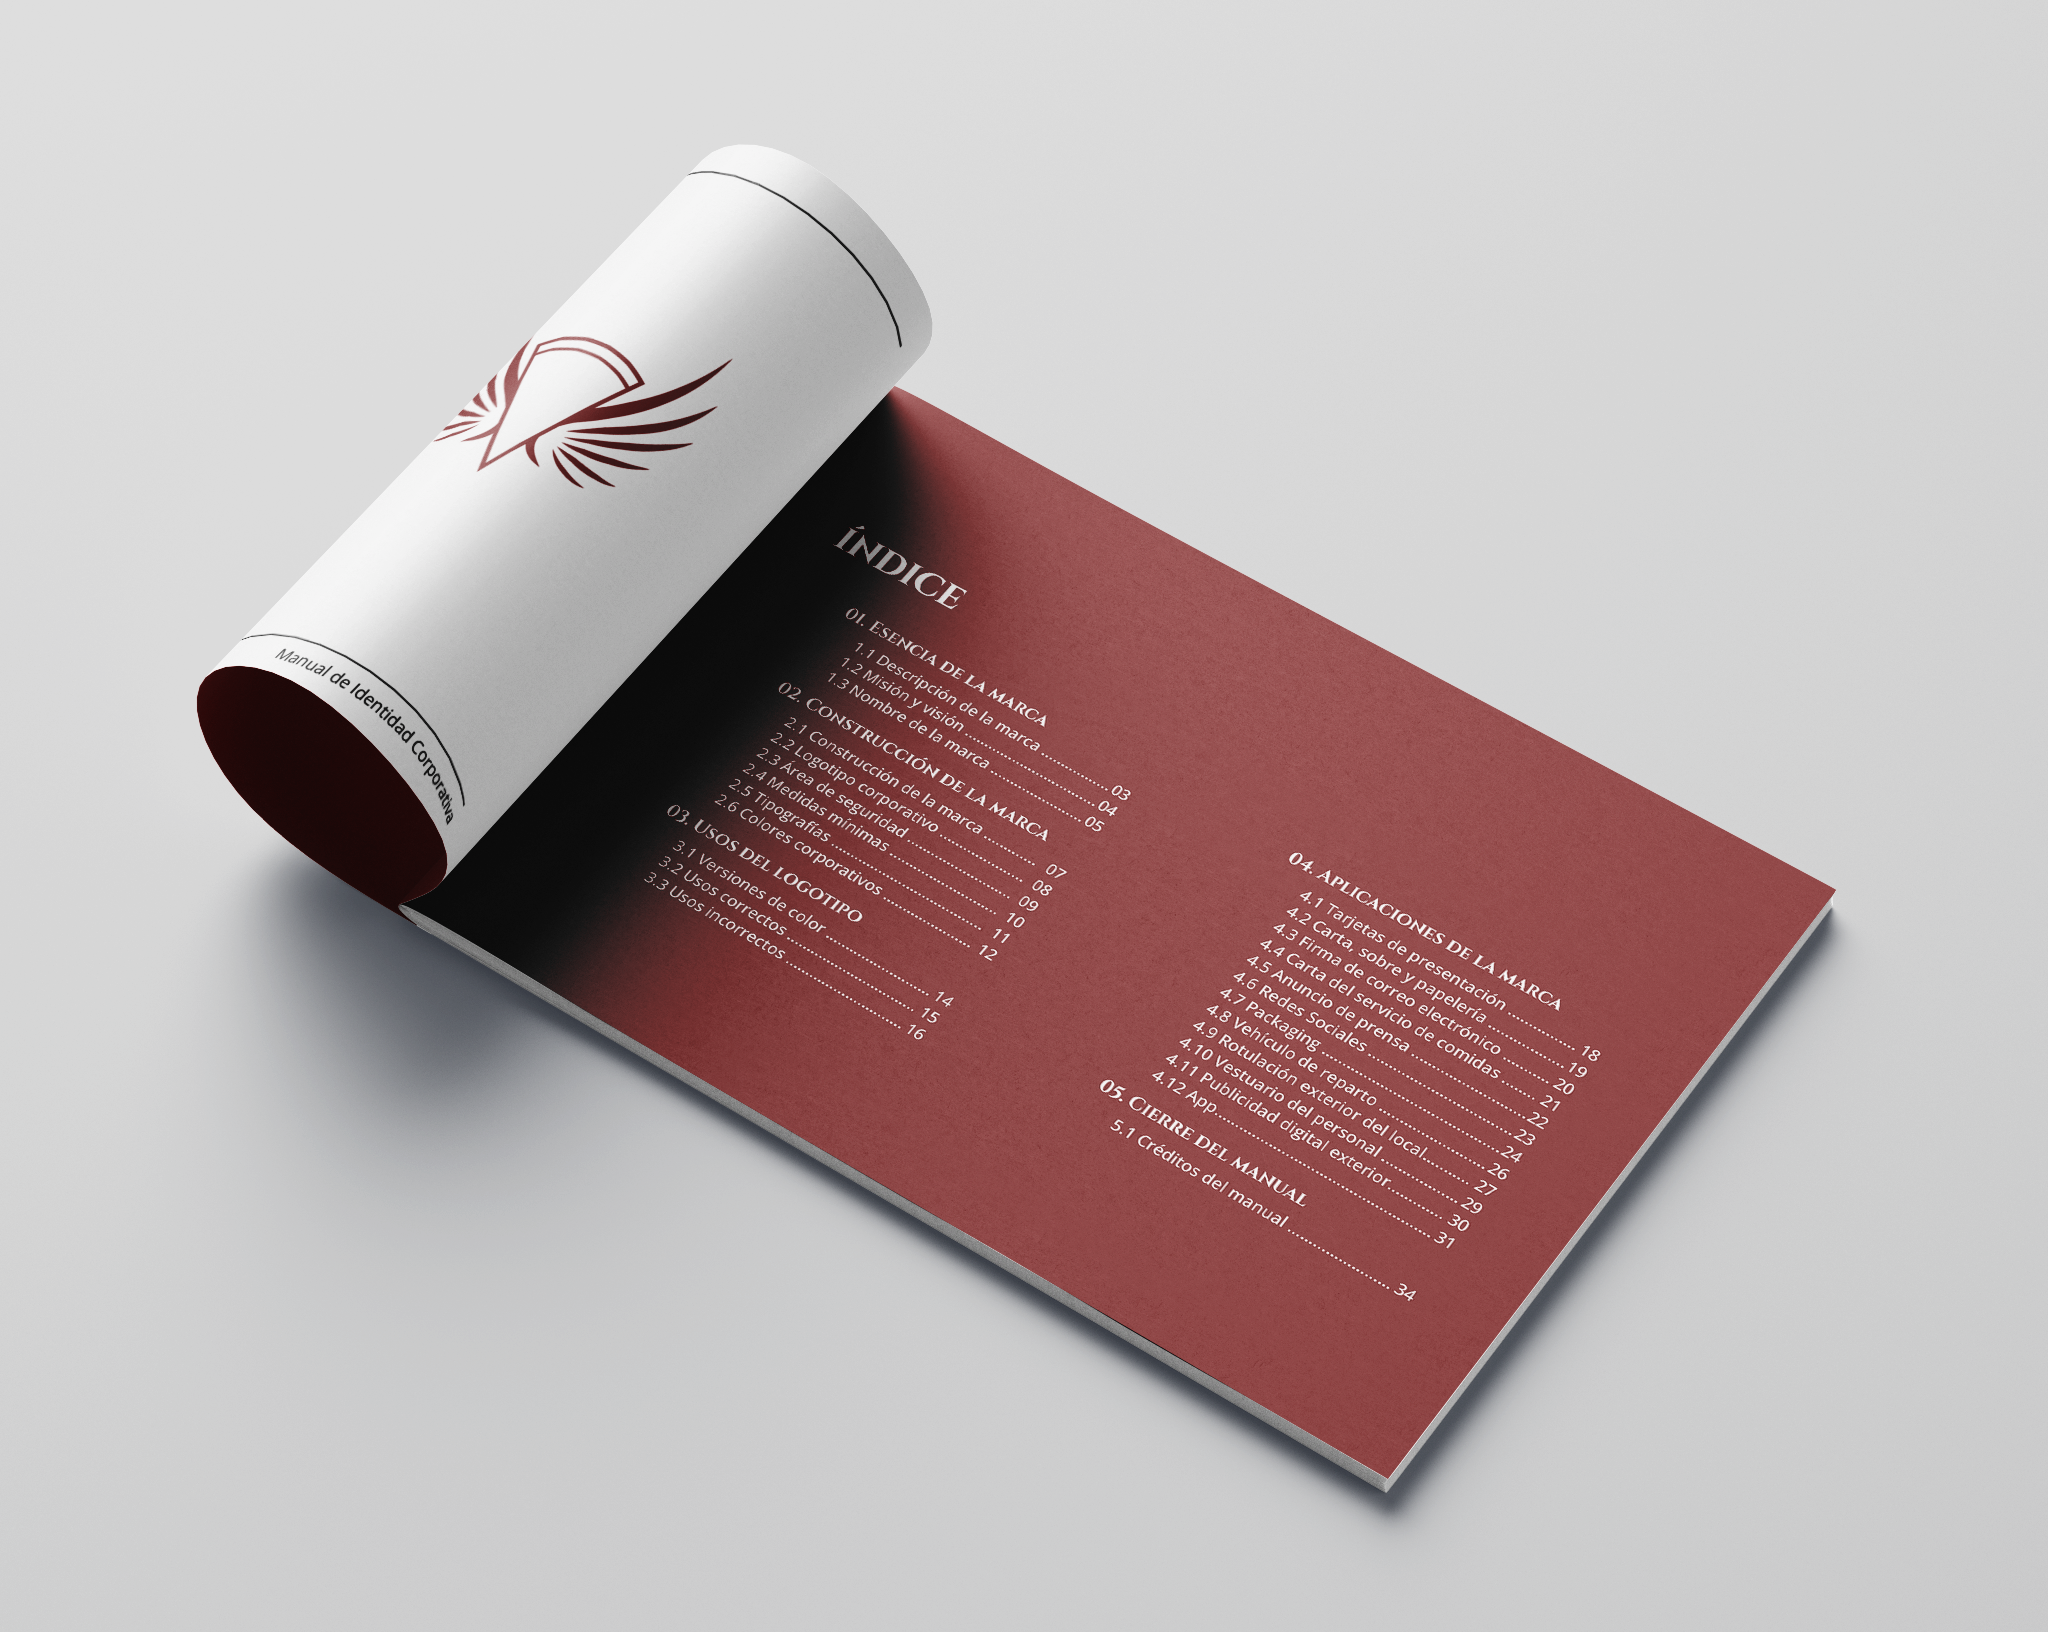 Manual de Identidad Corporativa
ÍNDICE
01. ESENCIA DE LA MARCA
1.1 Descripción de la marca ............... 03
1.2 Misión y visión ............................. 04
1.3 Nombre de la marca .................... 05
02. CONSTRUCCIÓN DE LA MARCA
2.1 Construcción de la marca ............ 07
2.2 Logotipo corporativo .................... 08
2.3 Área de seguridad ........................ 09
2.4 Medidas mínimas ......................... 10
2.5 Tipografías ................................... 11
2.6 Colores corporativos .................... 12
03. USOS DEL LOGOTIPO
3.1 Versiones de color ........................ 14
3.2 Usos correctos ............................. 15
3.3 Usos incorrectos .......................... 16
04. APLICACIONES DE LA MARCA
4.1 Tarjetas de presentación ............... 18
4.2 Carta, sobre y papelería ................ 19
4.3 Firma de correo electrónico .......... 20
4.4 Carta del servicio de comidas ....... 21
4.5 Anuncio de prensa ........................ 22
4.6 Redes Sociales .............................. 23
4.7 Packaging ..................................... 24
4.8 Vehículo de reparto ....................... 26
4.9 Rotulación exterior del local.......... 27
4.10 Vestuario del personal ................. 29
4.11 Publicidad digital exterior............. 30
4.12 App............................................... 31
05. CIERRE DEL MANUAL
5.1 Créditos del manual ....................... 34